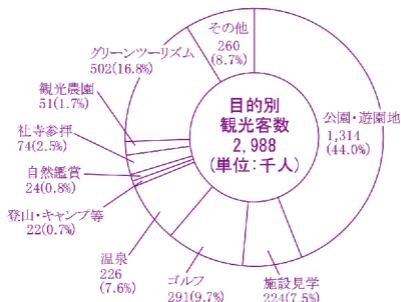 目的別
観光客数
2,988
(単位:千人)
公園・遊園地
1,314
(44.0%)
施設見学
224(7.5%)
ゴルフ
291(9.7%)
温泉
226
(7.6%)
登山・キャンプ等
22(0.7%)
自然鑑賞
24(0.8%)
社寺参拝
74(2.5%)
観光農園
51(1.7%)
グリーンツーリズム
502(16.8%)
その他
260
(8.7%)